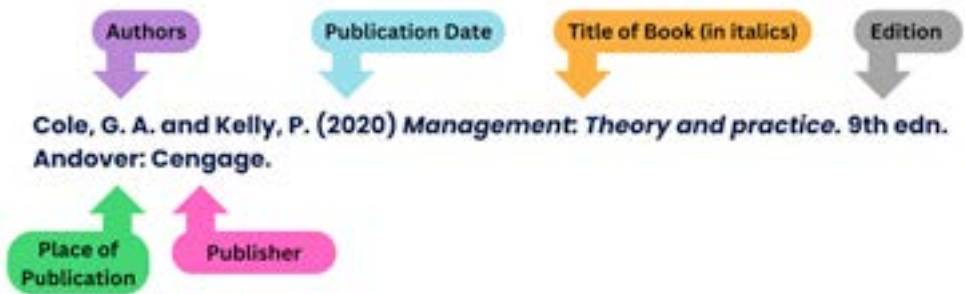 Authors
Publication Date
Title of Book (in italics)
Edition
Cole, G. A. and Kelly, P. (2020) Management: Theory and practice. 9th edn.
Andover: Cengage.
Place of
Publication
Publisher